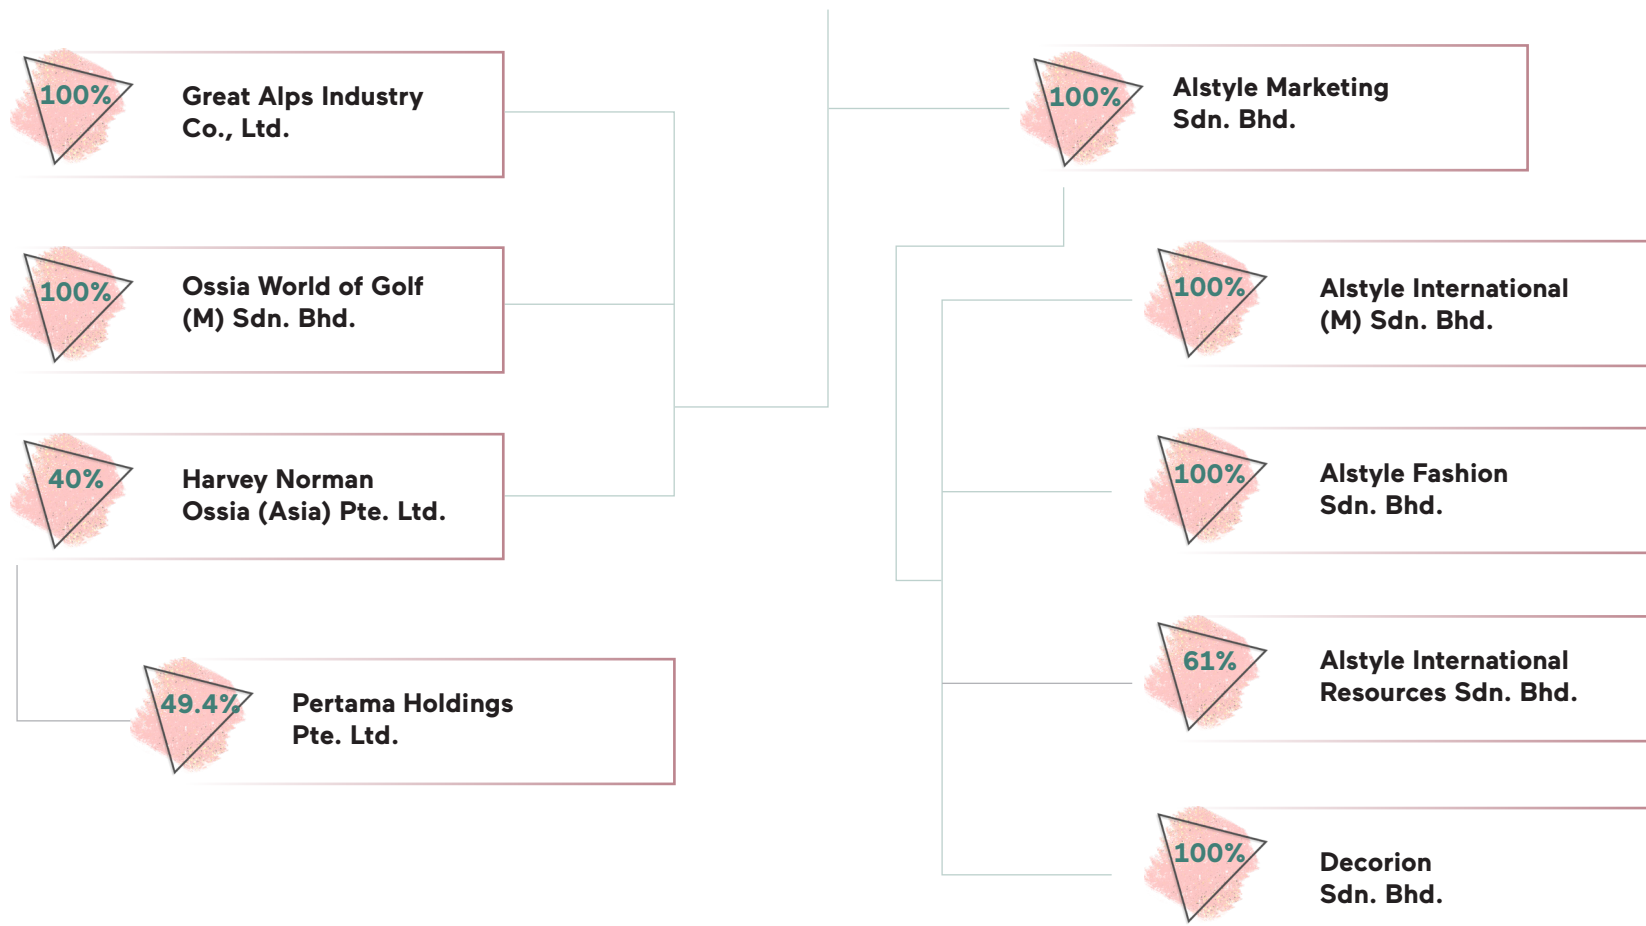 100%
Great Alps Industry
Co., Ltd.
100%
Ossia World of Golf
(M) Sdn. Bhd.
40%
Harvey Norman
Ossia (Asia) Pte. Ltd.
49.4%
Pertama Holdings
Pte. Ltd.
100%
Alstyle Marketing
Sdn. Bhd.
100%
Alstyle International
(M) Sdn. Bhd.
100%
Alstyle Fashion
Sdn. Bhd.
61%
Alstyle International
Resources Sdn. Bhd.
100%
Decorion
Sdn. Bhd.